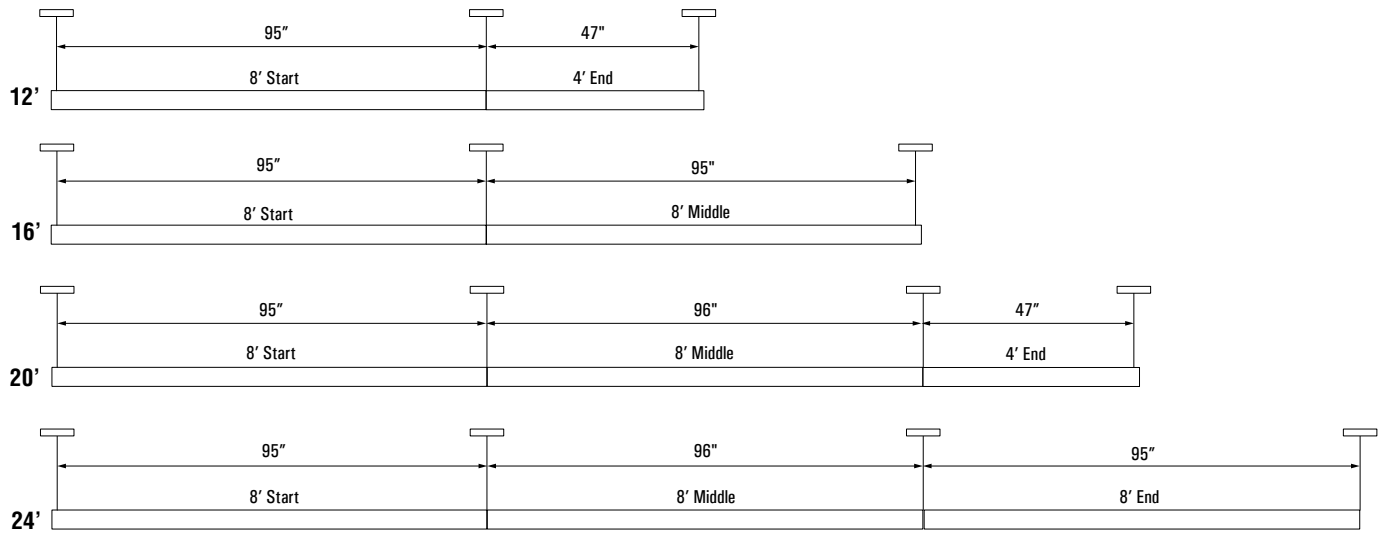 95” 47"
8’ Start 4’ End
12’
95” 95"
8’ Start 8’ Middle
16’
95” 96" 47”
8’ Start 8’ Middle 4’ End
20’
95” 96" 95”
8’ Start 8’ Middle 8’ End
24’